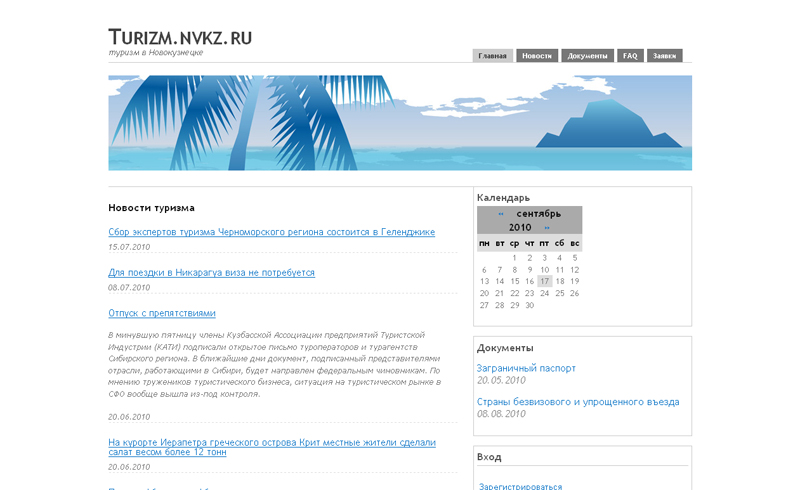 Turizm.nvkz.ru
туризм в Новокузнецке
Главная Новости Документы FAQ Заявки
Новости туризма
Сбор экспертов туризма Черноморского региона состоится в Геленджике
15.07.2010
Для поездки в Никарагуа виза не потребуется
08.07.2010
Отпуск с препятствиями
В минувшую пятницу члены Кузбасской Ассоциации предприятий Туристской
Индустрии (КАТИ) подписали открытое письмо туроператоров и турагентств
Сибирского региона. В ближайшие дни документ, подписанный представителями
отрасли, работающими в Сибири, будет направлен федеральным чиновникам. По
мнению тружеников туристического бизнеса, ситуация на туристическом рынке в
СФО вообще вышла из-под контроля.
20.06.2010
На курорте Иерапетра греческого острова Крит местные жители сделали
салат весом более 12 тонн
20.06.2010
Календарь
« сентябрь
2010 »
пн вт ср чт пт сб вс
1 2 3 4 5
6 7 8 9 10 11 12
13 14 15 16 17 18 19
20 21 22 23 24 25 26
27 28 29 30
Документы
Заграничный паспорт
20.05.2010
Страны безвизового и упрощенного въезда
08.08.2010
Вход
Зарегистрироваться